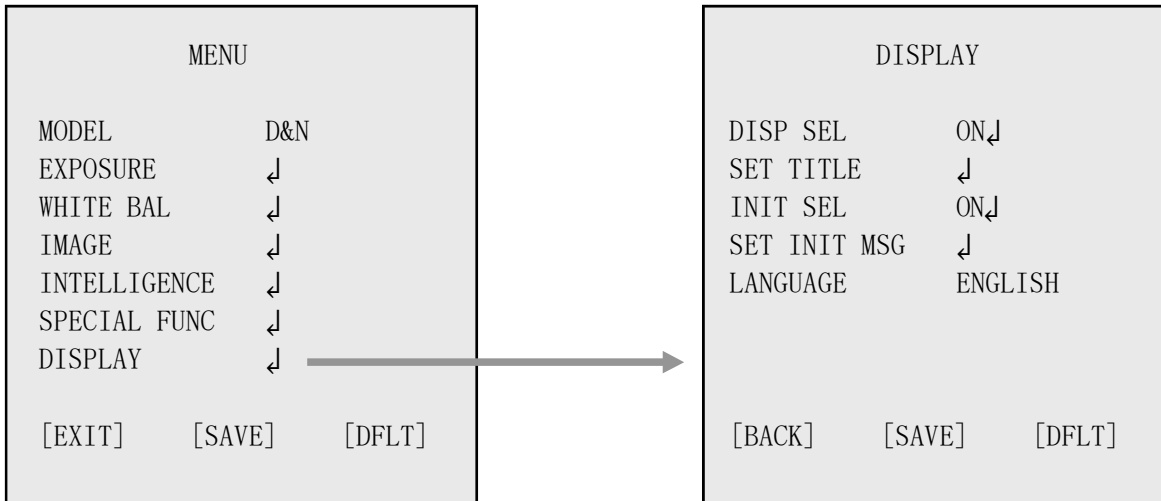 MENU
MODEL D&N
EXPOSURE ↲
WHITE BAL ↲
IMAGE ↲
INTELLIGENCE ↲
SPECIAL FUNC ↲
DISPLAY ↲
[EXIT] [SAVE] [DFLT]
DISPLAY
DISP SEL ON↲
SET TITLE ↲
INIT SEL ON↲
SET INIT MSG ↲
LANGUAGE ENGLISH
[BACK] [SAVE] [DFLT]